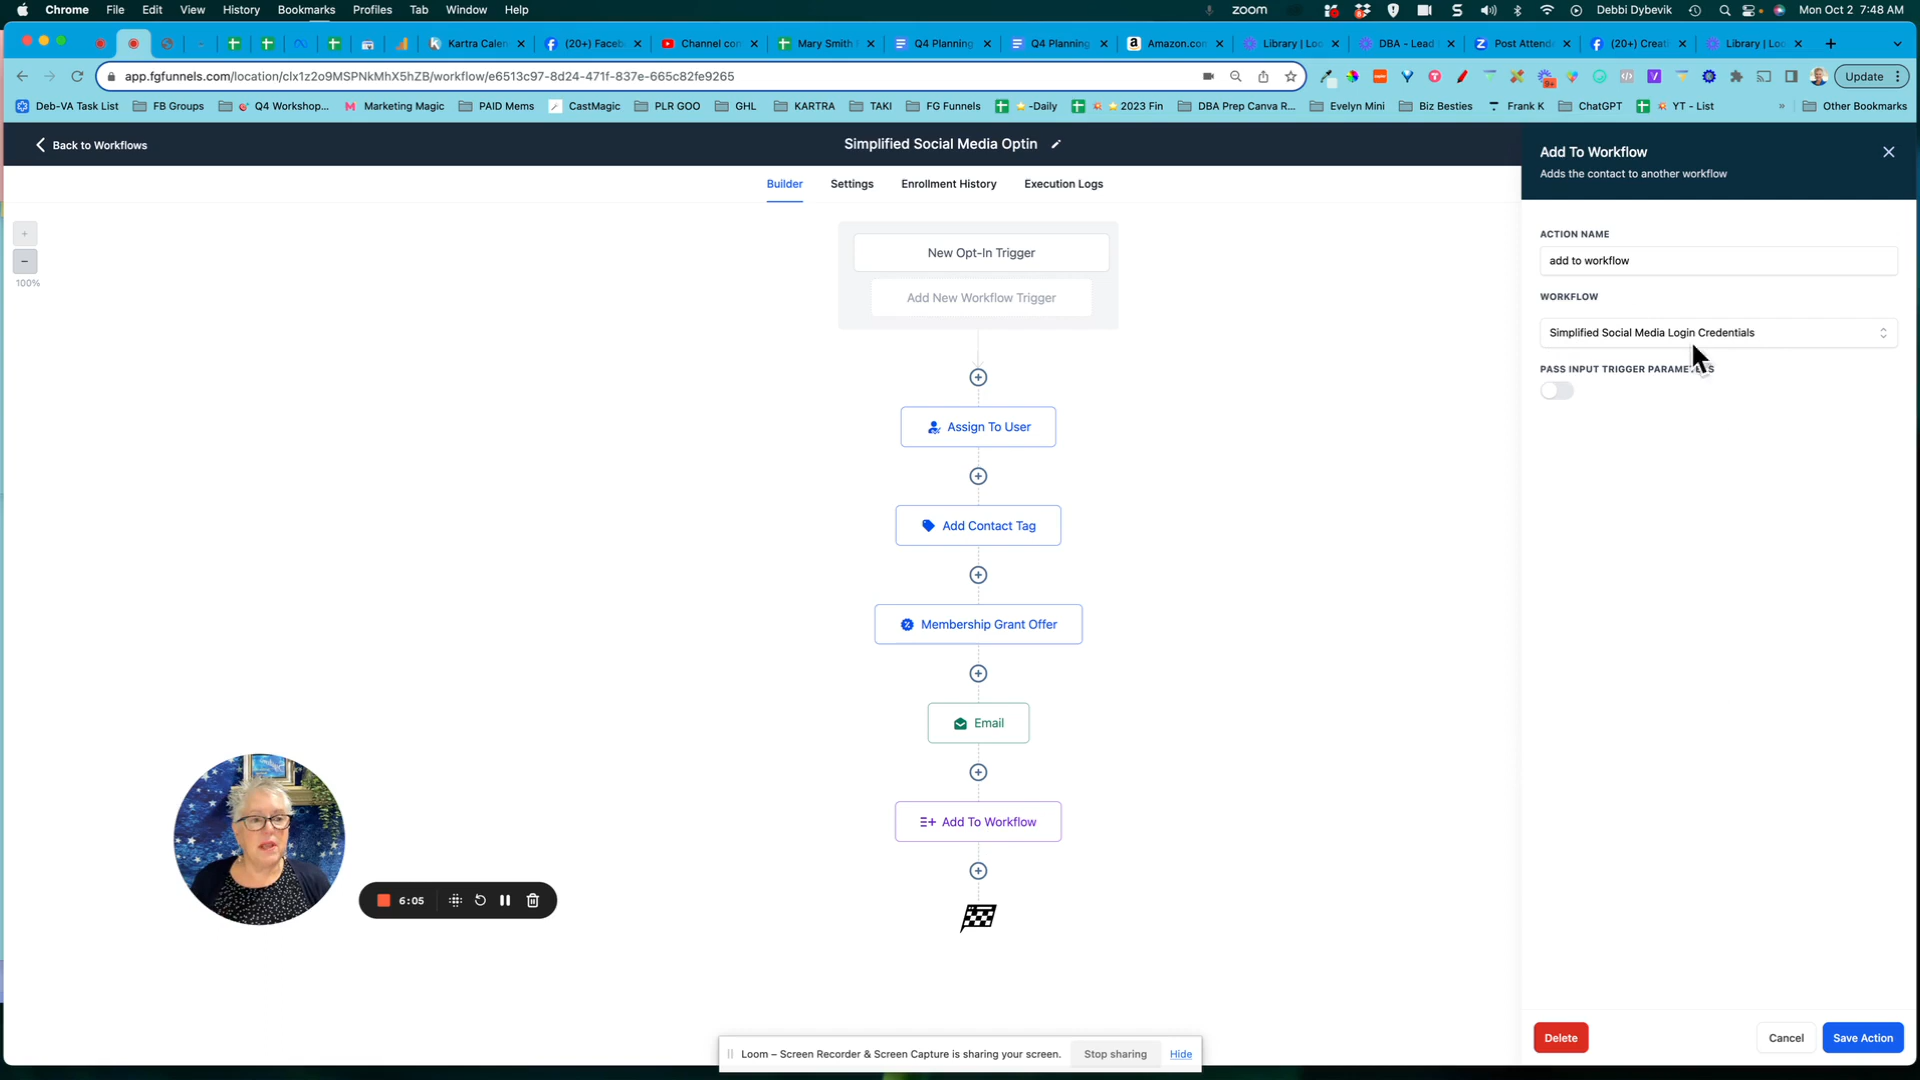 Chrome File Edit View History Bookmarks Profiles Tab Window Help zoom Debbi Dybevik Mon Oct 2 7:48 AM
Kartra Calen (20+) Faceb Channel con Mary Smith Q4 Planning Q4 Planning Amazon.co Library | Loo DBA - Lead Post Attend (20+) Creat Library | Loo
app.fgfunnels.com/location/clx1z2o9MSPNkMhX5hZB/workflow/e6513c97-8d24-471f-837e-665c82fe9265 Update
Deb-VA Task List FB Groups Q4 Workshop... Marketing Magic PAID Mems CastMagic PLR GOO GHL KARTRA TAKI FG Funnels -Daily 2023 Fin DBA Prep Canva R... Evelyn Mini Biz Besties Frank K ChatGPT YT - List » Other Bookmarks
Back to Workflows
Simplified Social Media Optin
Builder Settings Enrollment History Execution Logs
100%
New Opt-In Trigger
Add New Workflow Trigger
Assign To User
Add Contact Tag
Membership Grant Offer
Email
Add To Workflow
Add To Workflow
Adds the contact to another workflow
ACTION NAME
add to workflow
WORKFLOW
Simplified Social Media Login Credentials
PASS INPUT TRIGGER PARAMETERS
6:05
Loom – Screen Recorder & Screen Capture is sharing your screen. Stop sharing Hide
Delete Cancel Save Action